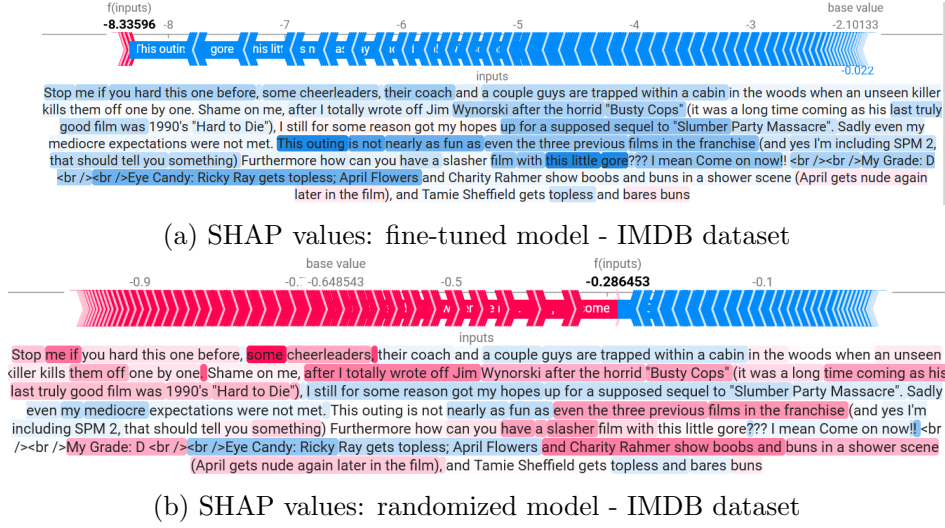 f(inputs) base value
-8.33596 -8 -7 -6 -5 -4 -3 -2.10133
This outin gore his litt s n as ay
-0.022
inputs
Stop me if you hard this one before, some cheerleaders, their coach and a couple guys are trapped within a cabin in the woods when an unseen killer
kills them off one by one. Shame on me, after I totally wrote off Jim Wynorski after the horrid "Busty Cops" (it was a long time coming as his last truly
good film was 1990's "Hard to Die"), I still for some reason got my hopes up for a supposed sequel to "Slumber Party Massacre". Sadly even my
mediocre expectations were not met. This outing is not nearly as fun as even the three previous films in the franchise (and yes I'm including SPM 2,
that should tell you something) Furthermore how can you have a slasher film with this little gore??? I mean Come on now!! <br /><br />My Grade: D
<br /><br />Eye Candy: Ricky Ray gets topless; April Flowers and Charity Rahmer show boobs and buns in a shower scene (April gets nude again
later in the film), and Tamie Sheffield gets topless and bares buns
(a) SHAP values: fine-tuned model - IMDB dataset
base value f(inputs)
-0.9 -0.7 -0.648543 -0.5 -0.286453 -0.1
ome
inputs
Stop me if you hard this one before, some cheerleaders, their coach and a couple guys are trapped within a cabin in the woods when an unseen
killer kills them off one by one. Shame on me, after I totally wrote off Jim Wynorski after the horrid "Busty Cops" (it was a long time coming as his
last truly good film was 1990's "Hard to Die"), I still for some reason got my hopes up for a supposed sequel to "Slumber Party Massacre". Sadly
even my mediocre expectations were not met. This outing is not nearly as fun as even the three previous films in the franchise (and yes I'm
including SPM 2, that should tell you something) Furthermore how can you have a slasher film with this little gore??? I mean Come on now!! <br
/><br />My Grade: D <br /><br />Eye Candy: Ricky Ray gets topless; April Flowers and Charity Rahmer show boobs and buns in a shower scene
(April gets nude again later in the film), and Tamie Sheffield gets topless and bares buns
(b) SHAP values: randomized model - IMDB dataset